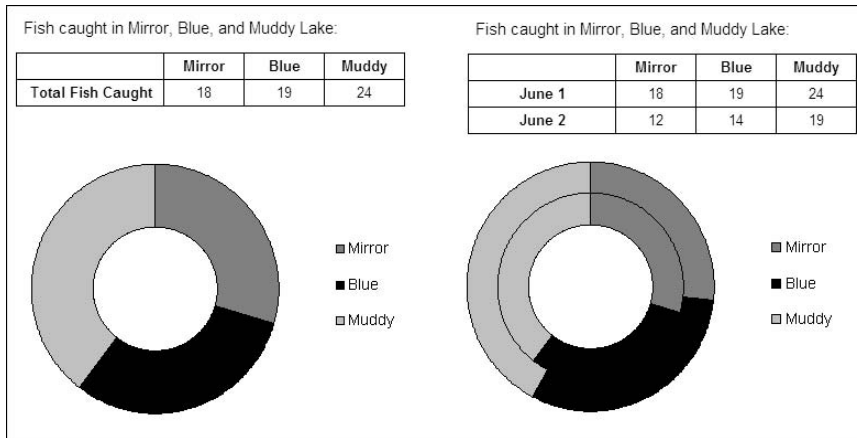 Fish caught in Mirror, Blue, and Muddy Lake:
Mirror Blue Muddy
Total Fish Caught 18 19 24
Mirror
Blue
Muddy
Fish caught in Mirror, Blue, and Muddy Lake:
Mirror Blue Muddy
June 1 18 19 24
June 2 12 14 19
Mirror
Blue
Muddy